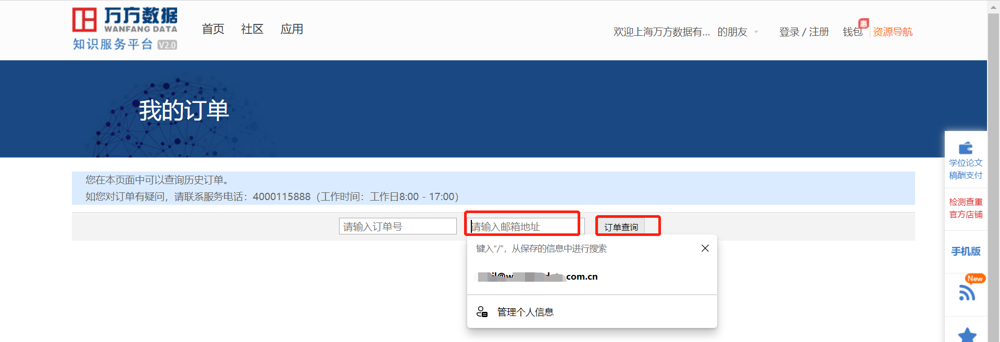 万方数据
WANFANG DATA
知识服务平台 V2.0
首页 社区 应用
欢迎上海万方数据有... 的朋友 登录 / 注册 钱包 惠 资源导航
我的订单
您在本页面中可以查询历史订单。
如您对订单有疑问，请联系服务电话：4000115888（工作时间：工作日8:00 - 17:00）
请输入订单号 请输入邮箱地址 订单查询
键入“/”，从保存的信息中进行搜索
com.cn
管理个人信息
学位论文
稿酬支付
检测查重
官方店铺
手机版
New